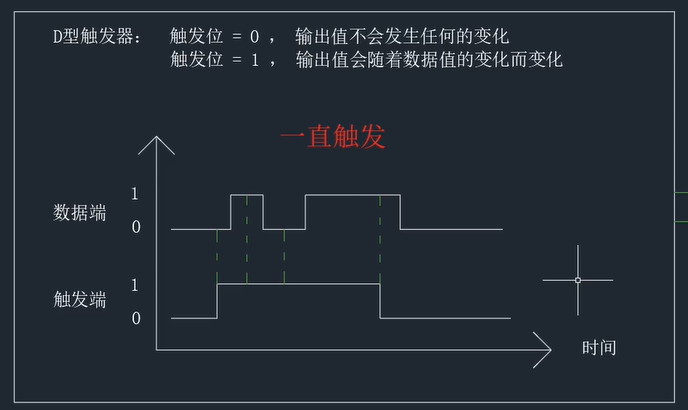 D型触发器： 触发位 = 0 ， 输出值不会发生任何的变化
触发位 = 1 ， 输出值会随着数据值的变化而变化
一直触发
1
数据端
0
1
触发端
0
时间